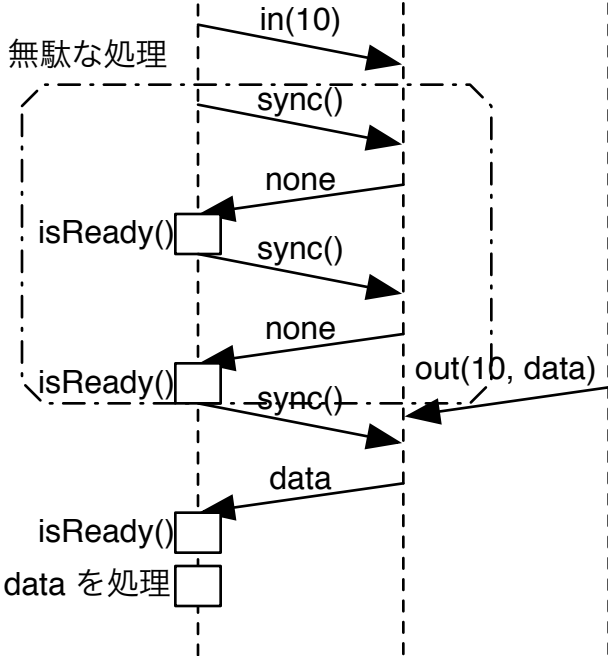 in(10)
無駄な処理
sync()
none
isReady()
sync()
none
isReady()
out(10, data)
sync()
data
isReady()
data を処理